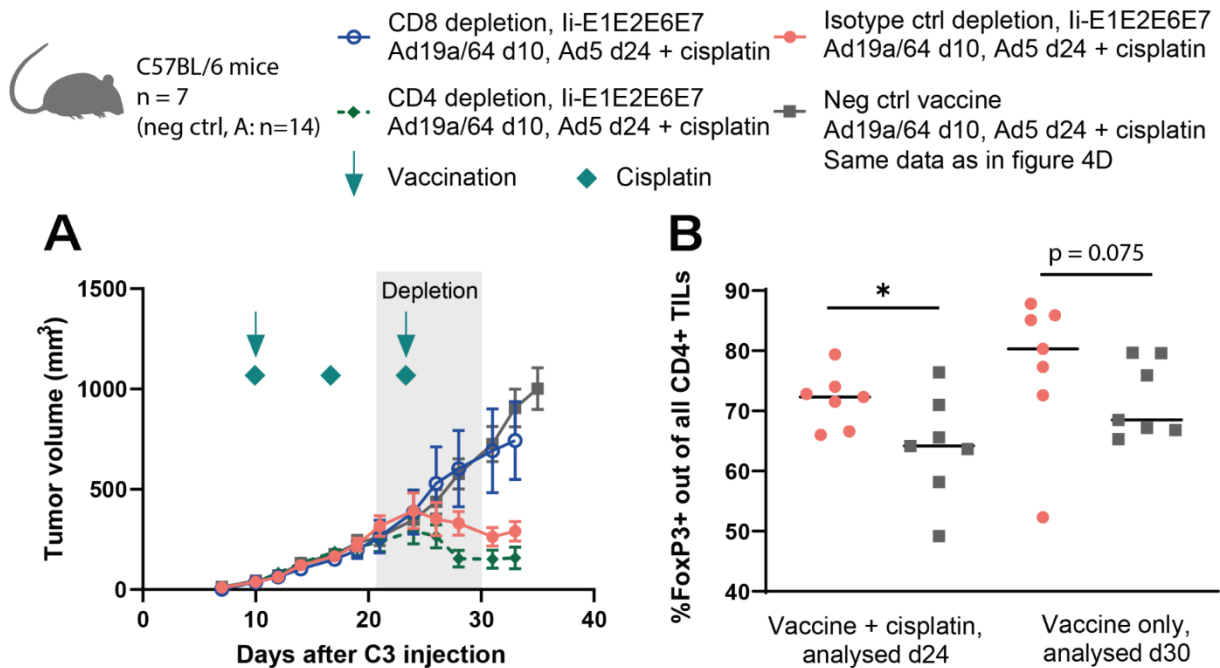 C57BL/6 mice
n = 7
(neg ctrl, A: n=14)
CD8 depletion, Ii-E1E2E6E7
Ad19a/64 d10, Ad5 d24 + cisplatin
CD4 depletion, Ii-E1E2E6E7
Ad19a/64 d10, Ad5 d24 + cisplatin
Isotype ctrl depletion, Ii-E1E2E6E7
Ad19a/64 d10, Ad5 d24 + cisplatin
Neg ctrl vaccine
Ad19a/64 d10, Ad5 d24 + cisplatin
Same data as in figure 4D
Vaccination
Cisplatin
A
Depletion
Tumor volume (mm³)
1500
1000
500
0
0 10 20 30 40
Days after C3 injection
B
p = 0.075
*
%FoxP3+ out of all CD4+ TILs
90
80
70
60
50
40
Vaccine + cisplatin,
analysed d24
Vaccine only,
analysed d30